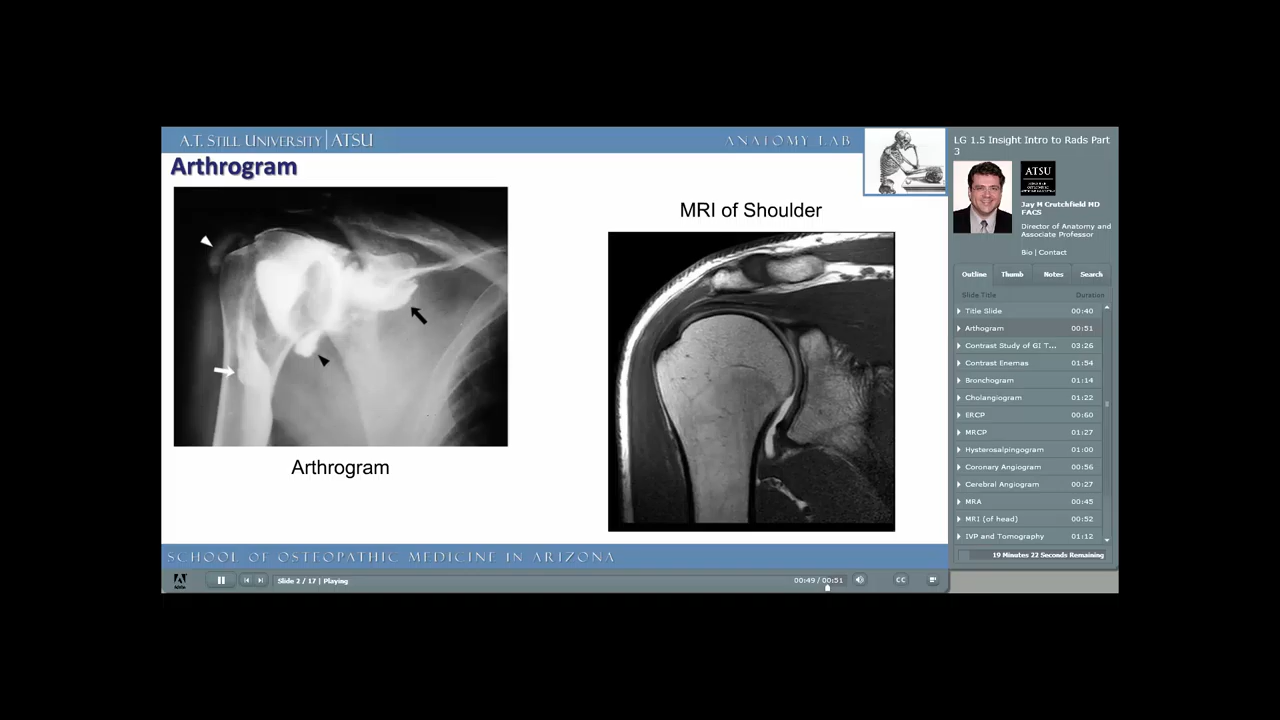 A.T. STILL UNIVERSITY | ATSU
ANATOMY LAB
Arthrogram
MRI of Shoulder
Arthrogram
SCHOOL OF OSTEOPATHIC MEDICINE IN ARIZONA
Slide 2 / 17 | Playing
00:49 / 00:51
CC
LG 1.5 Insight Intro to Rads Part
3
ATSU
Jay M Crutchfield MD
FACS
Director of Anatomy and
Associate Professor
Bio | Contact
Outline Thumb Notes Search
Slide Title Duration
Title Slide 00:40
Arthogram 00:51
Contrast Study of GI T... 03:26
Contrast Enemas 01:54
Bronchogram 01:14
Cholangiogram 01:22
ERCP 00:60
MRCP 01:27
Hysterosalpingogram 01:00
Coronary Angiogram 00:56
Cerebral Angiogram 00:27
MRA 00:45
MRI (of head) 00:52
IVP and Tomography 01:12
19 Minutes 22 Seconds Remaining